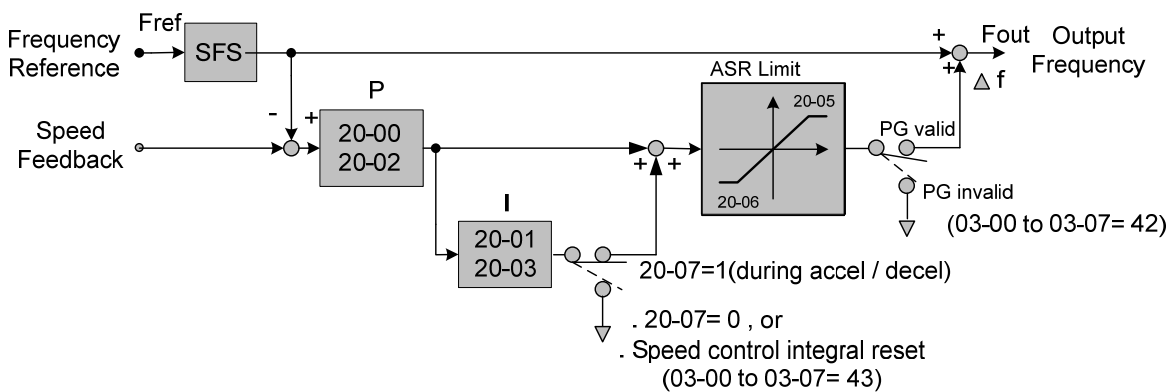 Frequency
Reference
Fref
SFS
+
Fout
Output
Frequency
+
Δ f
Speed
Feedback
-
+
P
20-00
20-02
+
+
ASR Limit
20-05
20-06
PG valid
PG invalid
(03-00 to 03-07= 42)
I
20-01
20-03
20-07=1(during accel / decel)
. 20-07= 0 , or
. Speed control integral reset
(03-00 to 03-07= 43)